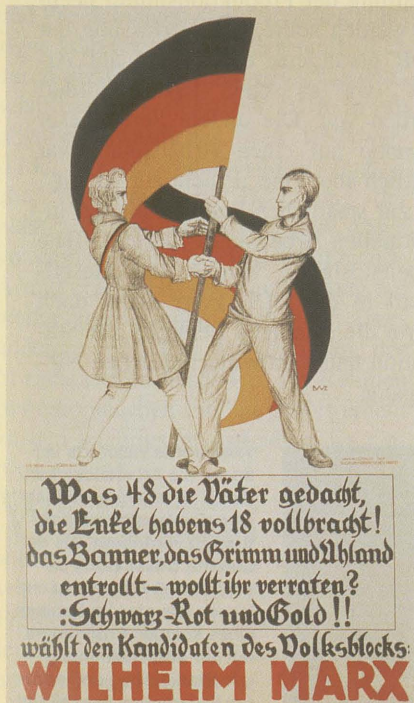 Was 48 die Väter gedacht,
die Enkel habens 18 vollbracht!
das Banner, das Grimm und Uhland
entrollt – wollt ihr verraten?
:Schwarz-Rot und Gold!!
wählt den Kandidaten des Volksblocks:
WILHELM MARX